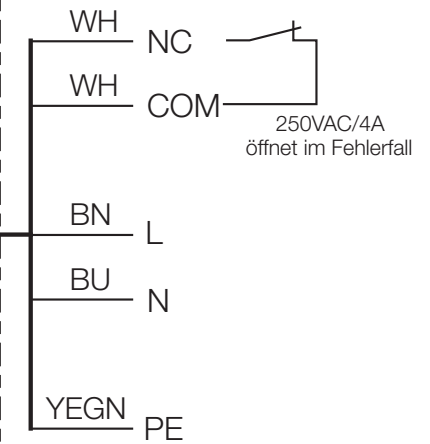 WH NC
WH COM
250VAC/4A
öffnet im Fehlerfall
BN L
BU N
YEGN PE